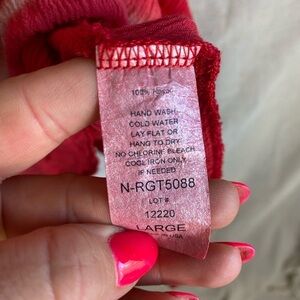 100%
HAND WASH
COLD WATER
LAY FLAT OR
HANG TO DRY
NO CHLORINE BLEACH
COOL IRON ONLY
IF NEEDED
N-RGT5088
LOT #
12220
LARGE
USA